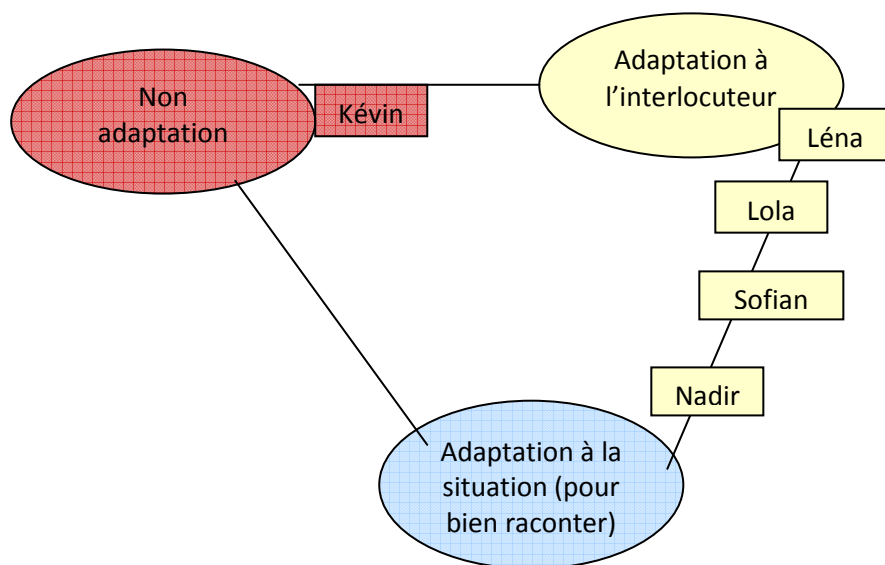 Non
adaptation
Kévin
Adaptation à
l'interlocuteur
Léna
Lola
Sofian
Nadir
Adaptation à la
situation (pour
bien raconter)